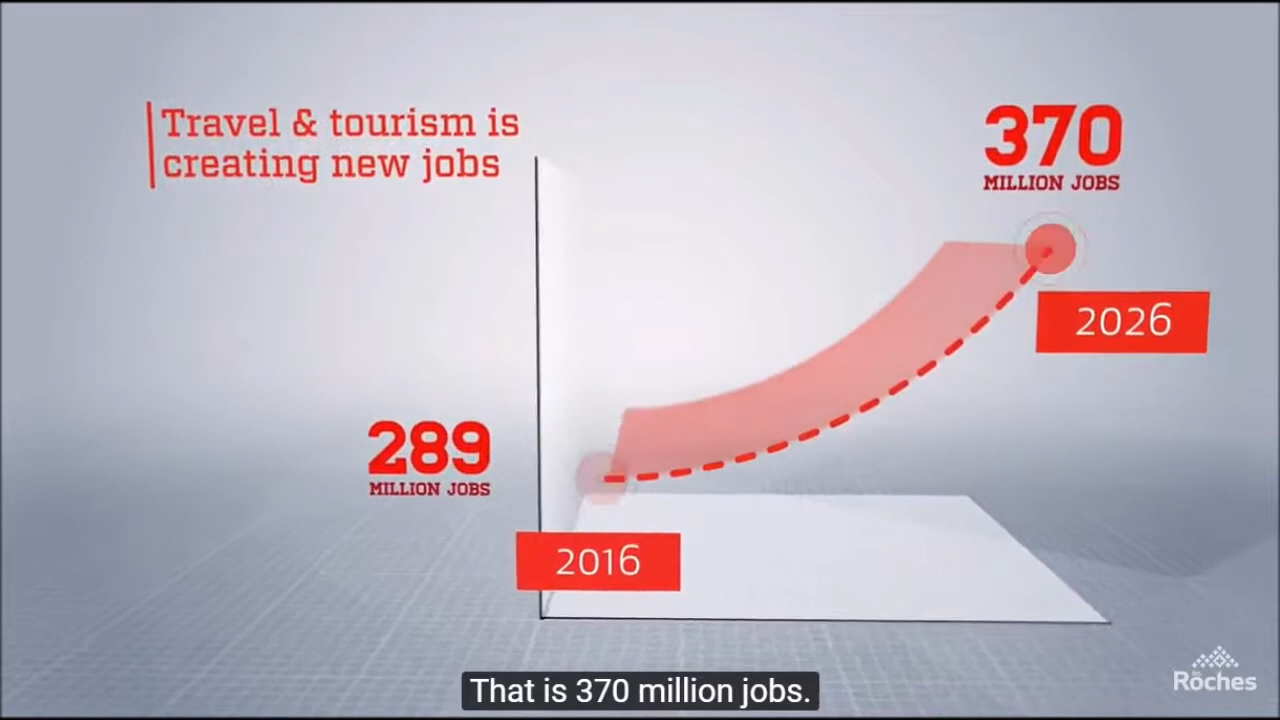 Travel & tourism is
creating new jobs
370
MILLION JOBS
2026
289
MILLION JOBS
2016
Les
Roches
That is 370 million jobs.